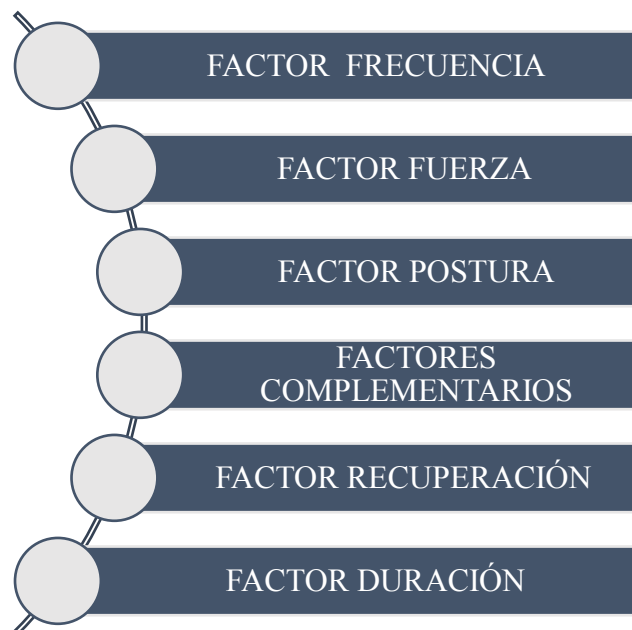 FACTOR FRECUENCIA
FACTOR FUERZA
FACTOR POSTURA
FACTORES
COMPLEMENTARIOS
FACTOR RECUPERACIÓN
FACTOR DURACIÓN